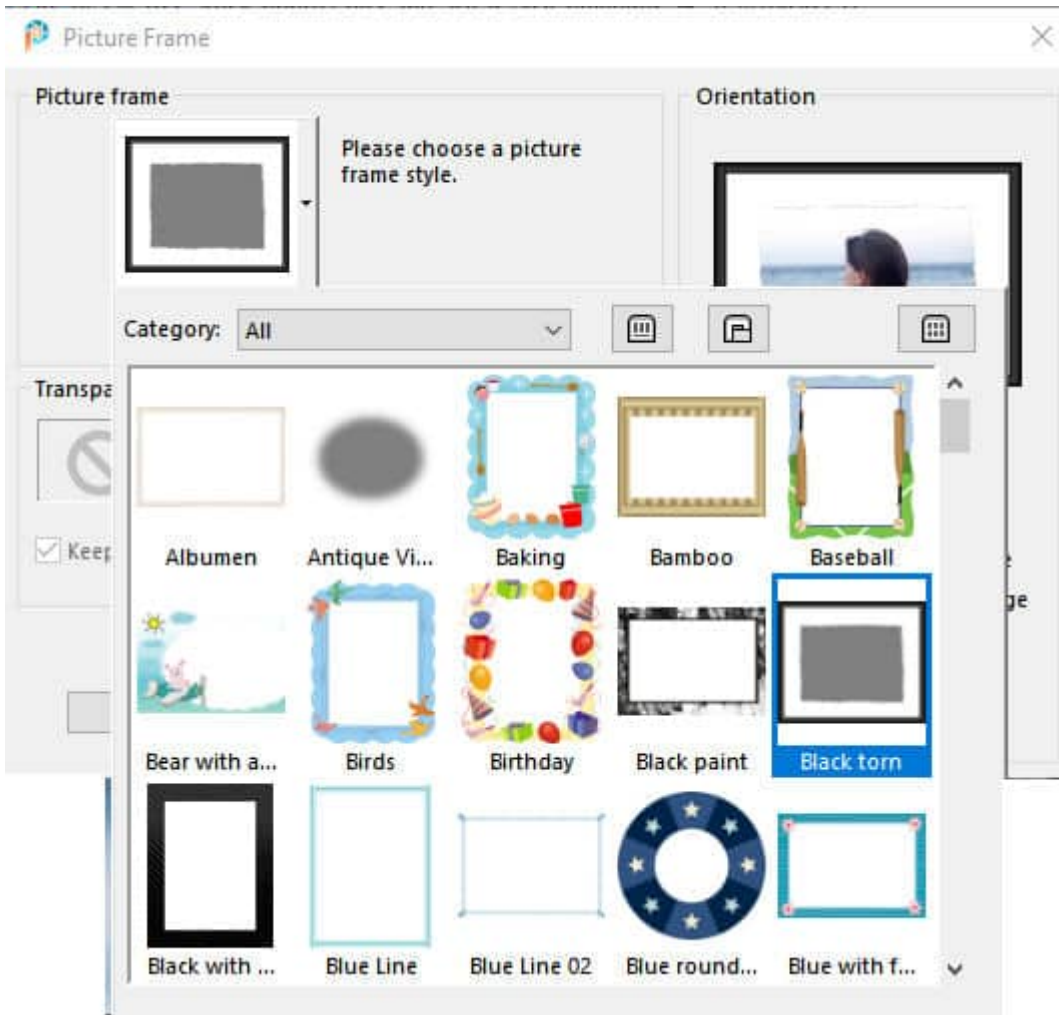 Picture Frame
Picture frame
Orientation
Please choose a picture
frame style.
Category: All
Transpa
Keep
ge
Albumen Antique Vi... Baking Bamboo Baseball
Bear with a... Birds Birthday Black paint Black torn
Black with ... Blue Line Blue Line 02 Blue round... Blue with f...